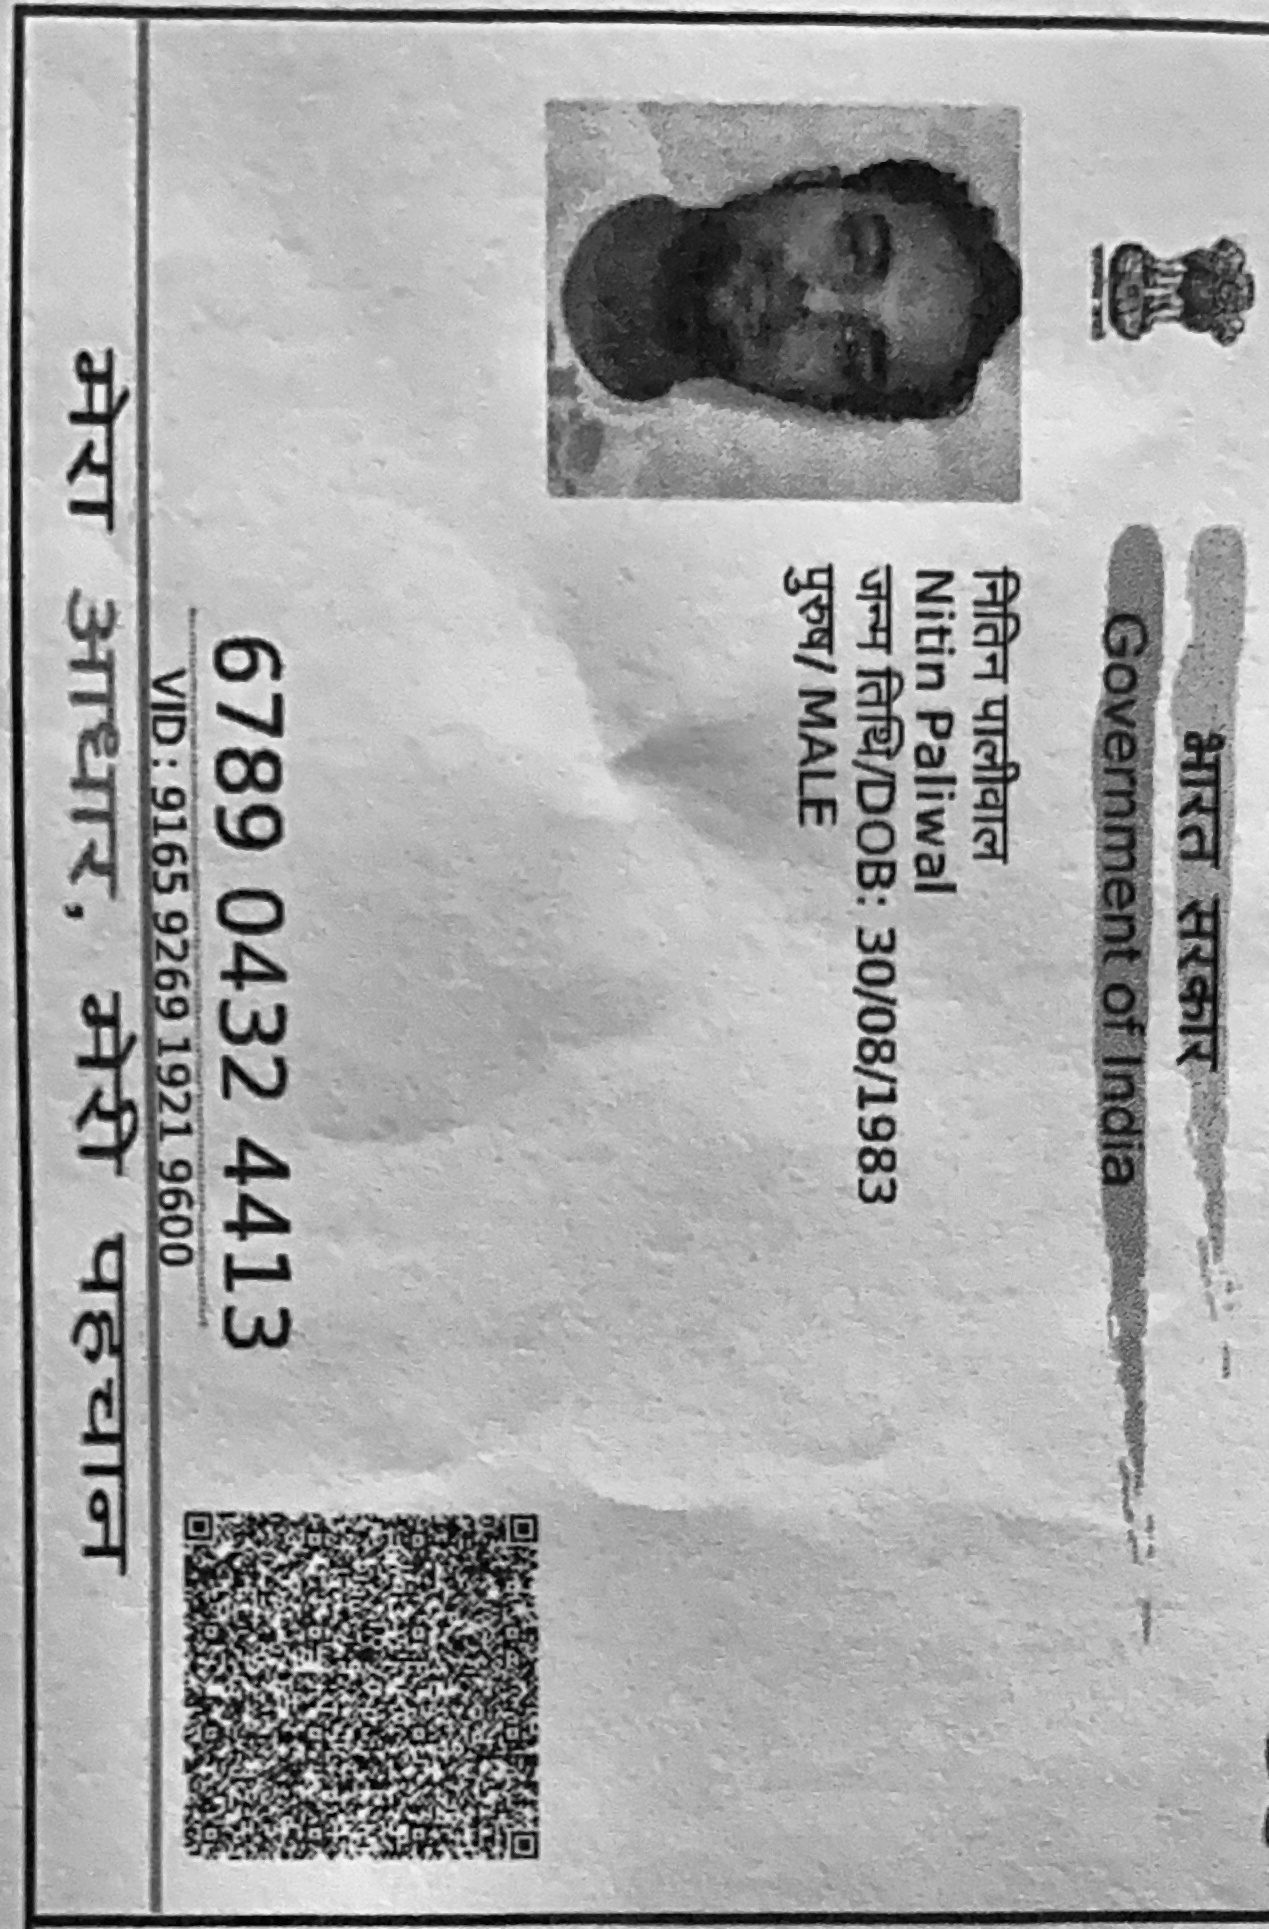 भारत सरकार
Government of India
नितिन पालीवाल
Nitin Paliwal
जन्म तिथि/DOB: 30/08/1983
पुरुष/ MALE
6789 0432 4413
VID : 9165 9269 1921 9600
मेरा आधार, मेरी पहचान